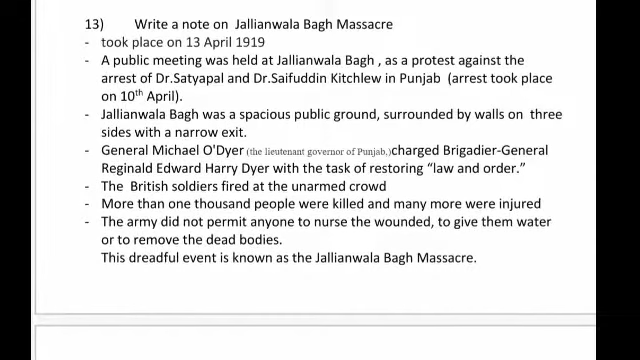 13) Write a note on Jallianwala Bagh Massacre
- took place on 13 April 1919
- A public meeting was held at Jallianwala Bagh , as a protest against the
arrest of Dr.Satyapal and Dr.Saifuddin Kitchlew in Punjab (arrest took place
on 10th April).
- Jallianwala Bagh was a spacious public ground, surrounded by walls on three
sides with a narrow exit.
- General Michael O'Dyer (the lieutenant governor of Punjab,)charged Brigadier-General
Reginald Edward Harry Dyer with the task of restoring “law and order.”
- The British soldiers fired at the unarmed crowd
- More than one thousand people were killed and many more were injured
- The army did not permit anyone to nurse the wounded, to give them water
or to remove the dead bodies.
This dreadful event is known as the Jallianwala Bagh Massacre.